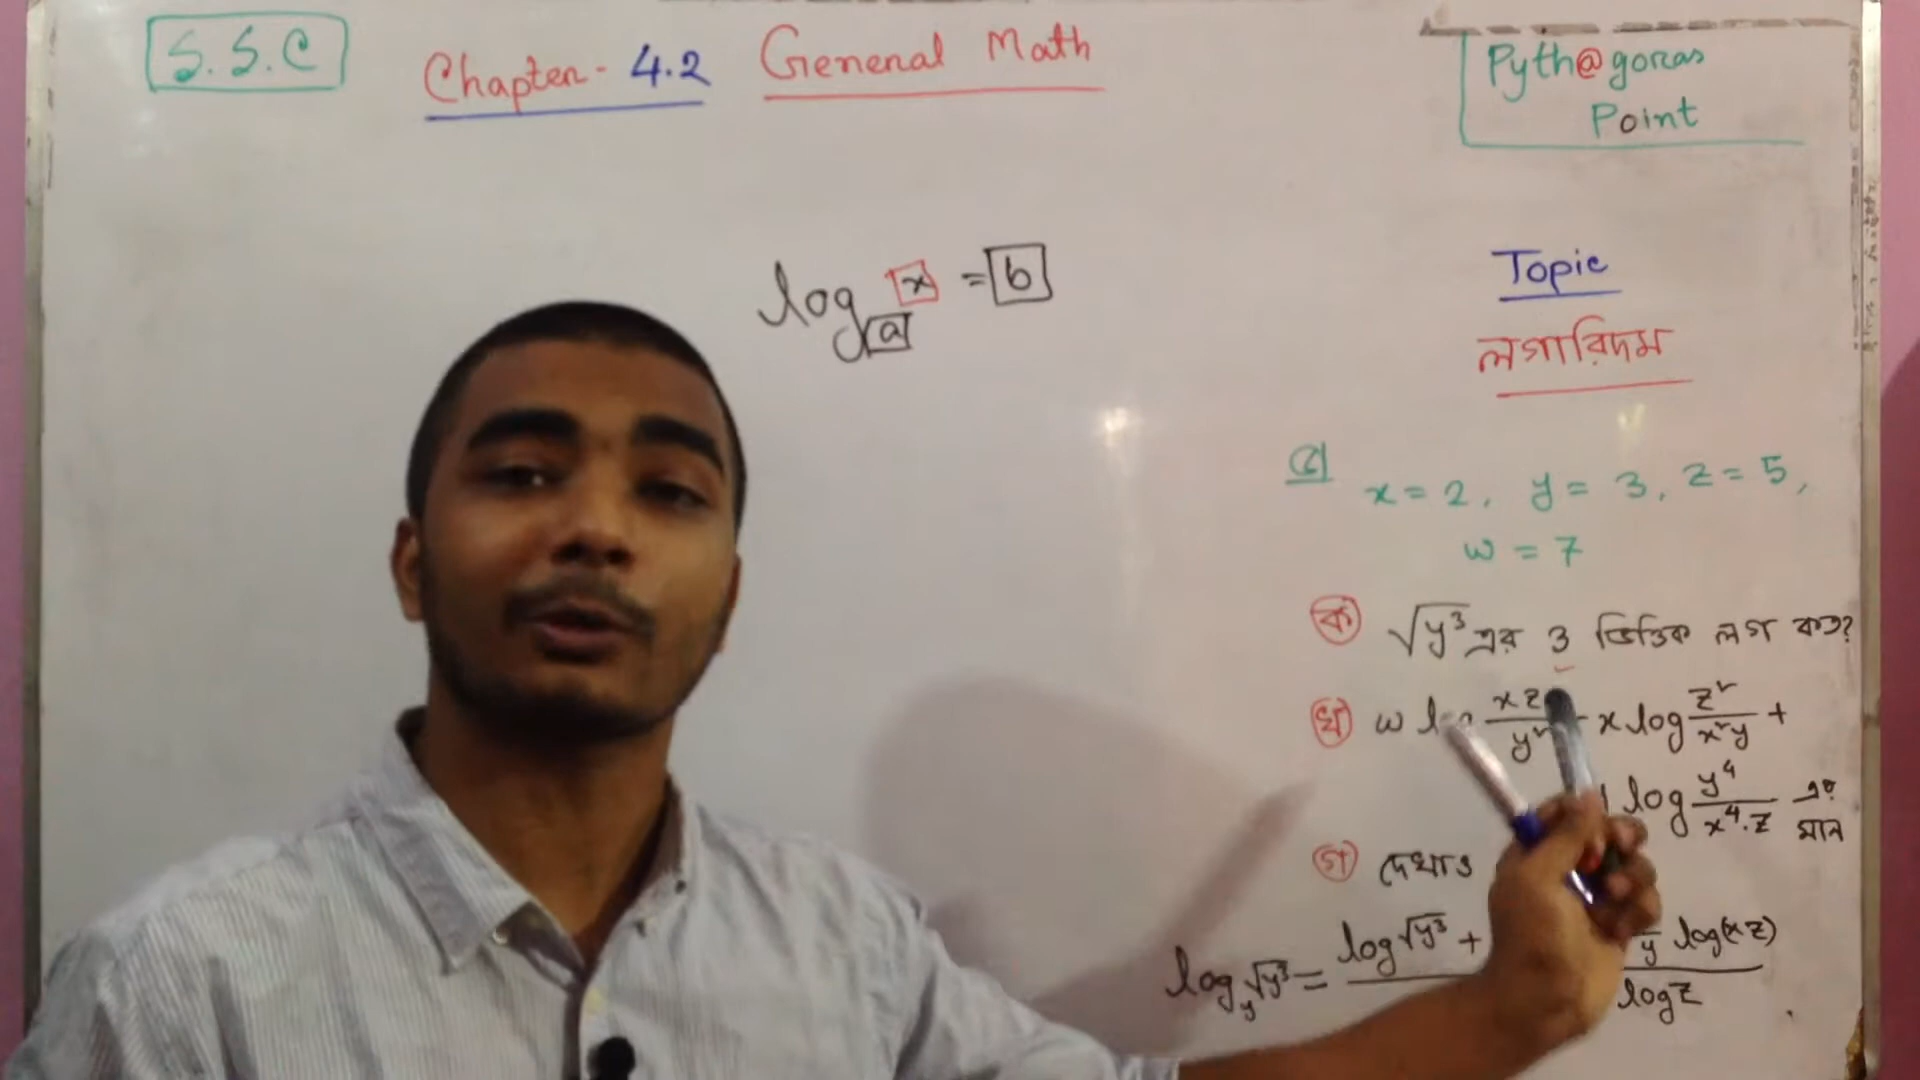 S.S.C
Chapter- 4.2 General Math
Pyth@goras
Point
log_a x = b
Topic
লগারিদম
x = 2, y = 3, z = 5,
w = 7
ক √y³ এর 3 ভিত্তিক লগ কত?
খ w log xz/y² x log z²/x²y +
log y⁴/x⁴.z এর মান
গ দেখাও
log_y √y³ = log √y³ + y log(xz)
log z